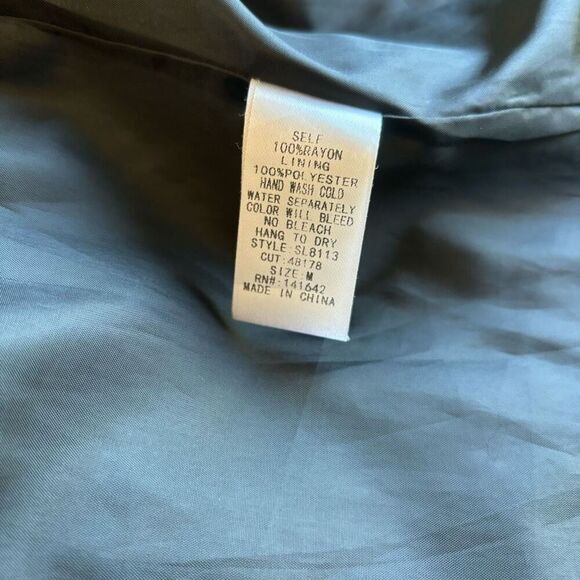 SELF
100%RAYON
LINING
100%POLYESTER
HAND WASH COLD
WATER SEPARATELY
COLOR WILL BLEED
NO BLEACH
HANG TO DRY
STYLE:SL8113
CUT:48178
SIZE:M
RN#:141642
MADE IN CHINA